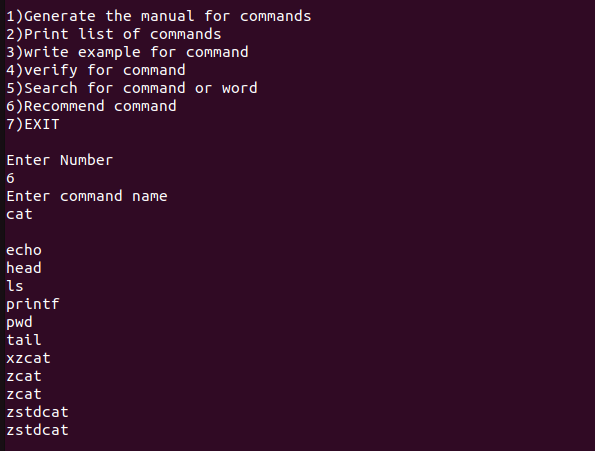 1)Generate the manual for commands
2)Print list of commands
3)write example for command
4)verify for command
5)Search for command or word
6)Recommend command
7)EXIT
Enter Number
6
Enter command name
cat
echo
head
ls
printf
pwd
tail
xzcat
zcat
zcat
zstdcat
zstdcat